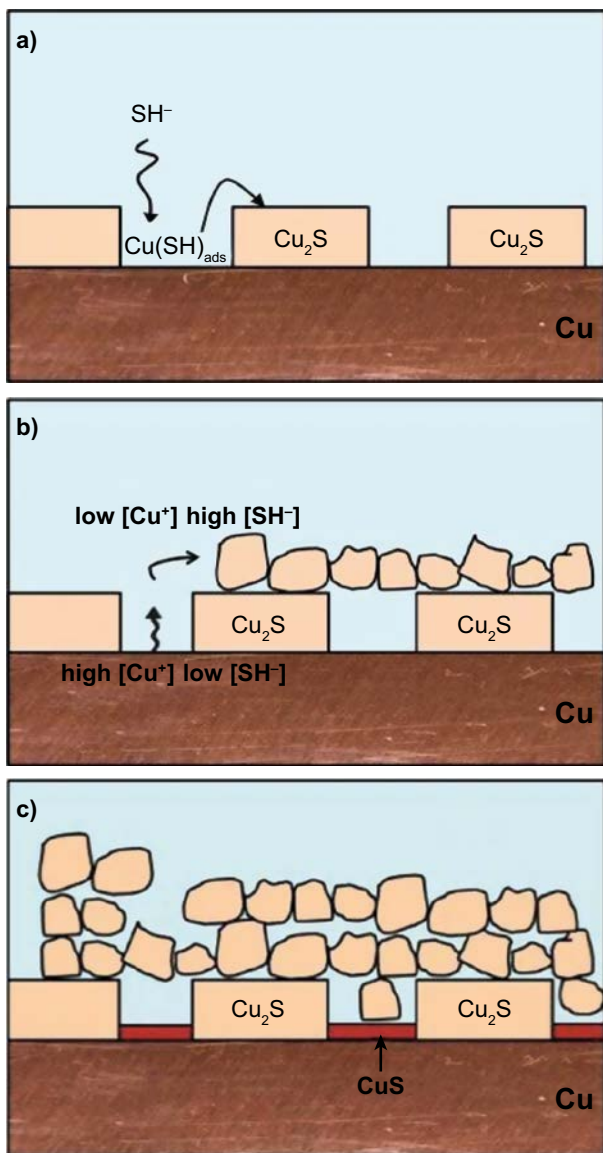 a)
SH⁻
Cu(SH)ads
Cu₂S
Cu₂S
Cu
b)
low [Cu⁺] high [SH⁻]
Cu₂S
Cu₂S
high [Cu⁺] low [SH⁻]
Cu
c)
Cu₂S
Cu₂S
CuS
Cu